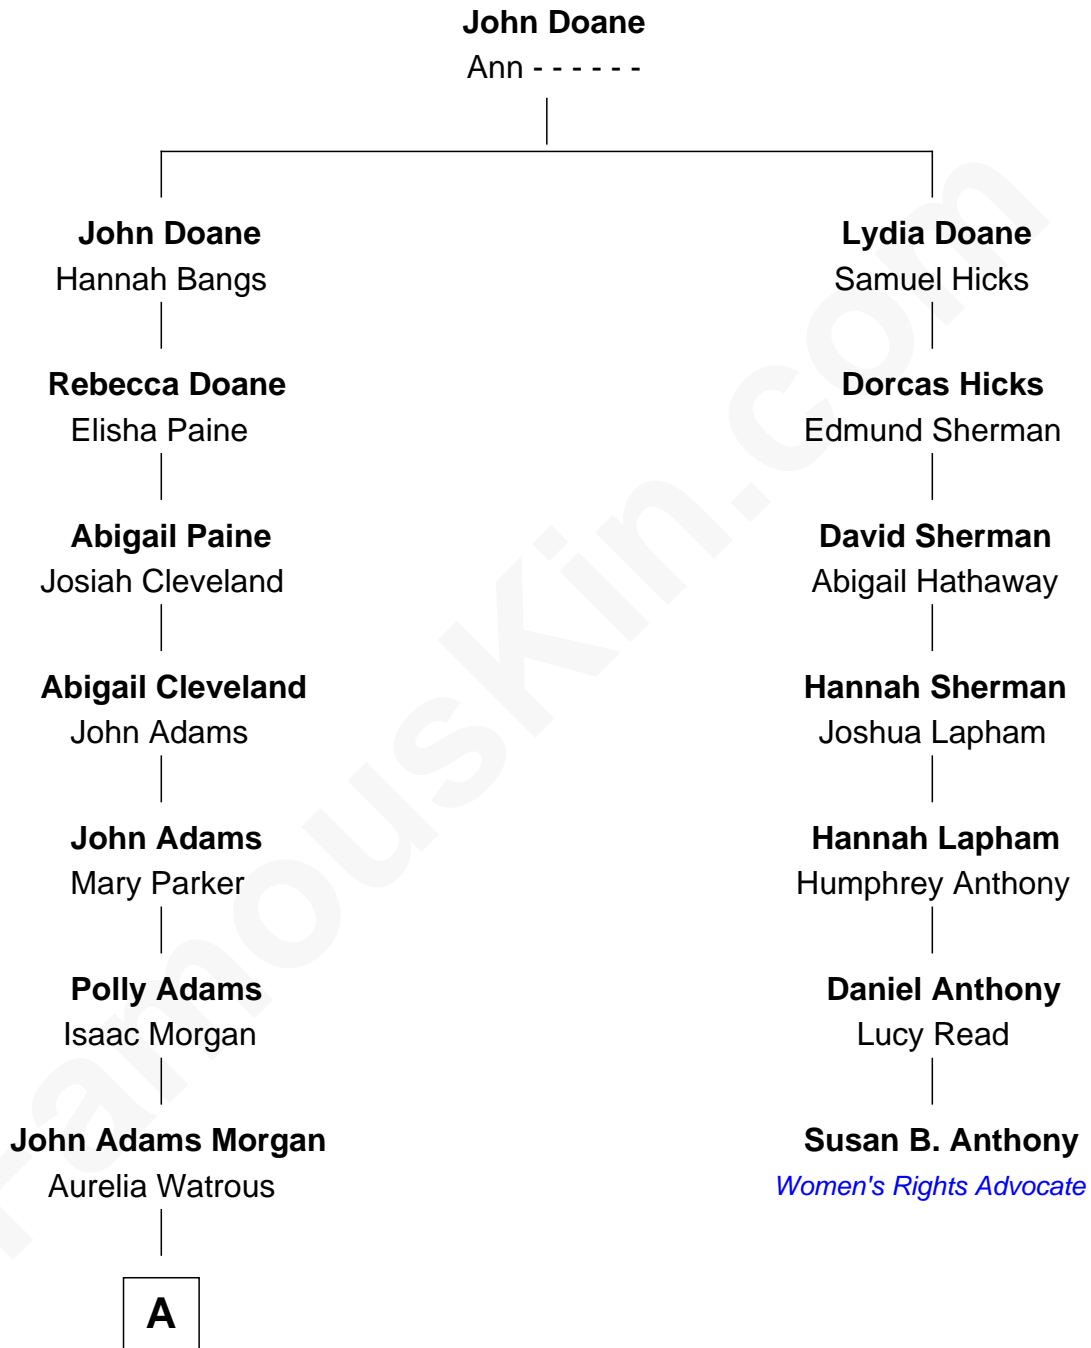 John Doane
Ann - - - - - -
John Doane
Hannah Bangs
Lydia Doane
Samuel Hicks
Rebecca Doane
Elisha Paine
Dorcas Hicks
Edmund Sherman
Abigail Paine
Josiah Cleveland
David Sherman
Abigail Hathaway
Abigail Cleveland
John Adams
Hannah Sherman
Joshua Lapham
John Adams
Mary Parker
Hannah Lapham
Humphrey Anthony
Polly Adams
Isaac Morgan
Daniel Anthony
Lucy Read
John Adams Morgan
Aurelia Watrous
Susan B. Anthony
Women's Rights Advocate
A
FamousKin.com